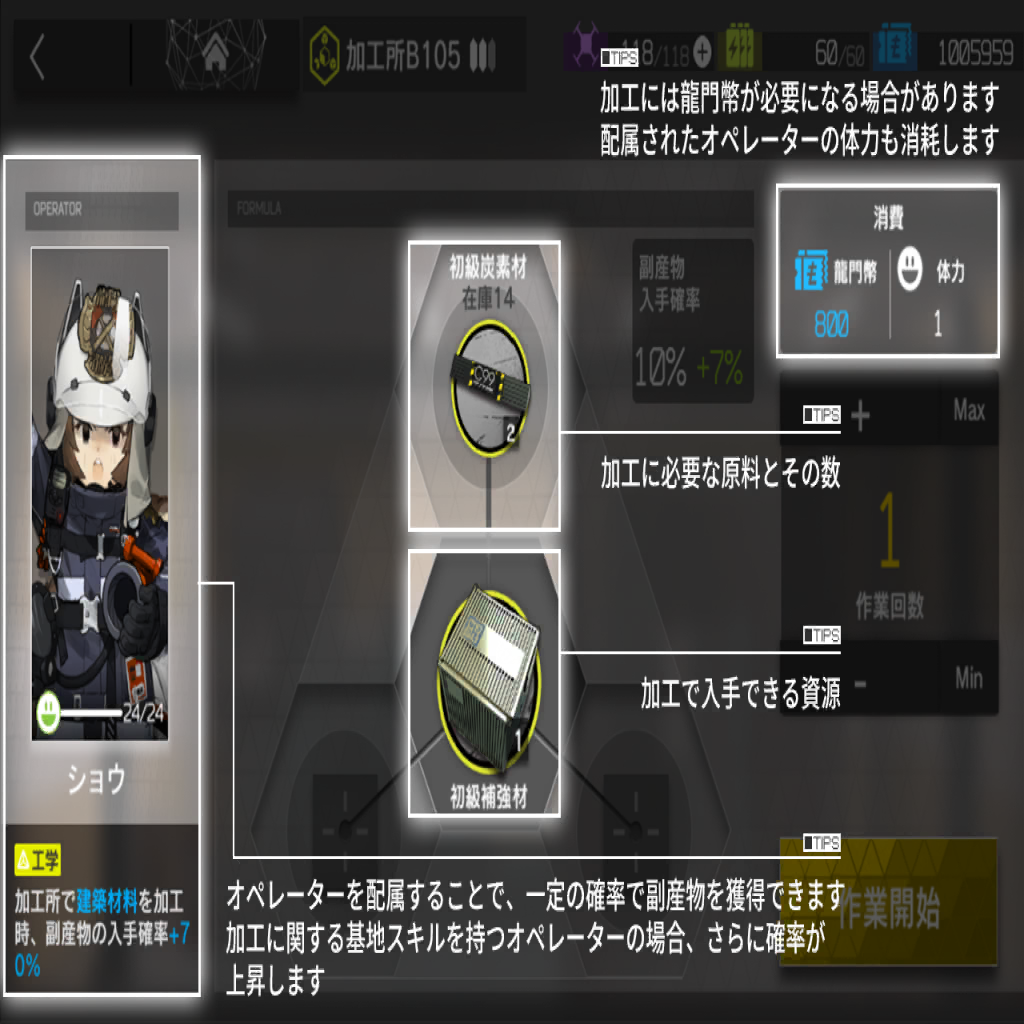 加工所B105
118/118
60/60
1005959
TIPS
加工には龍門幣が必要になる場合があります
配属されたオペレーターの体力も消耗します
OPERATOR
FORMULA
消費
龍門幣
体力
800
1
初級炭素材
在庫14
C99
2
副産物
入手確率
10% +7%
TIPS
Max
加工に必要な原料とその数
1
作業回数
TIPS
加工で入手できる資源
Min
1
初級補強材
24/24
ショウ
工学
加工所で建築材料を加工
時、副産物の入手確率+7
0%
TIPS
オペレーターを配属することで、一定の確率で副産物を獲得できます
加工に関する基地スキルを持つオペレーターの場合、さらに確率が
上昇します
作業開始